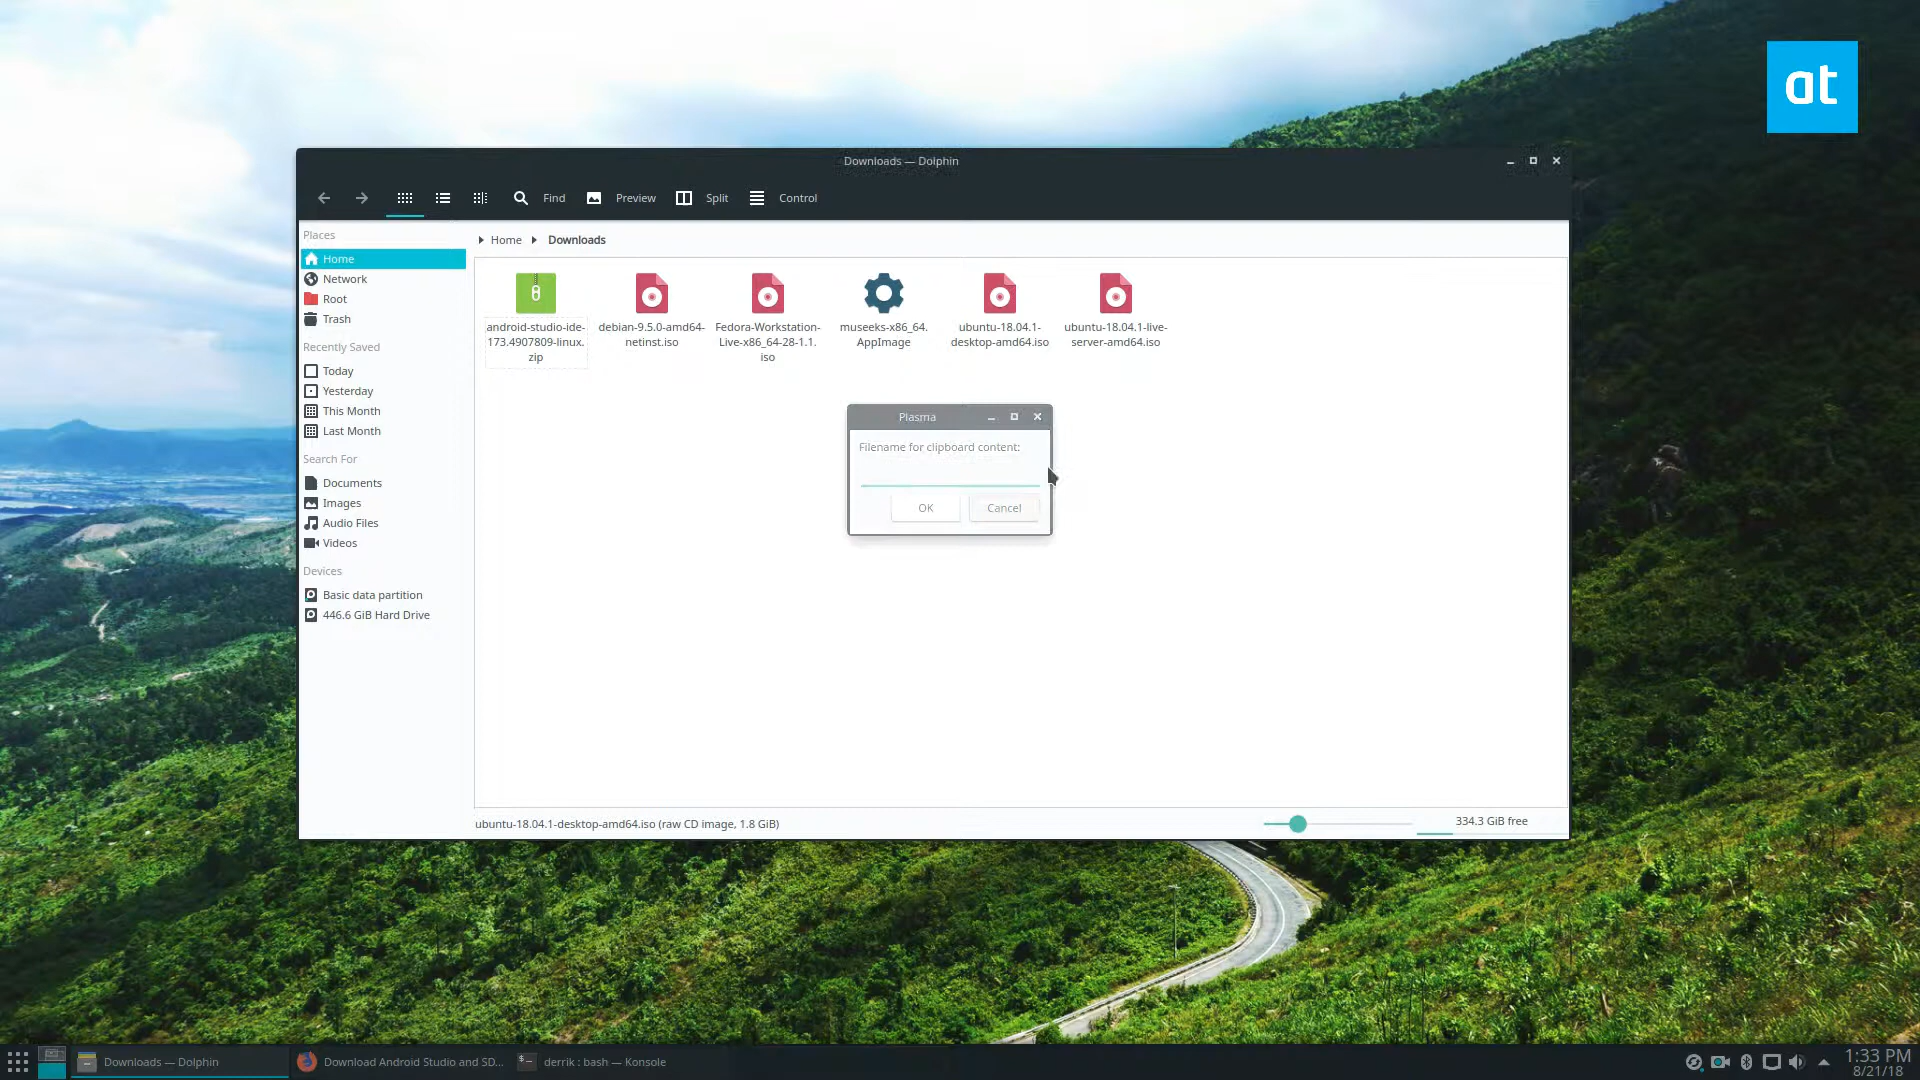 at
Downloads — Dolphin
Find
Preview
Split
Control
Places
Home
Network
Root
Trash
Recently Saved
Today
Yesterday
This Month
Last Month
Search For
Documents
Images
Audio Files
Videos
Devices
Basic data partition
446.6 GiB Hard Drive
Home
Downloads
android-studio-ide-
173.4907809-linux.
zip
debian-9.5.0-amd64-
netinst.iso
Fedora-Workstation-
Live-x86_64-28-1.1.
iso
museeks-x86_64.
AppImage
ubuntu-18.04.1-
desktop-amd64.iso
ubuntu-18.04.1-live-
server-amd64.iso
Plasma
Filename for clipboard content:
OK
Cancel
ubuntu-18.04.1-desktop-amd64.iso (raw CD image, 1.8 GiB)
334.3 GiB free
Downloads — Dolphin
Download Android Studio and SD...
derrik : bash — Konsole
1:33 PM
8/21/18